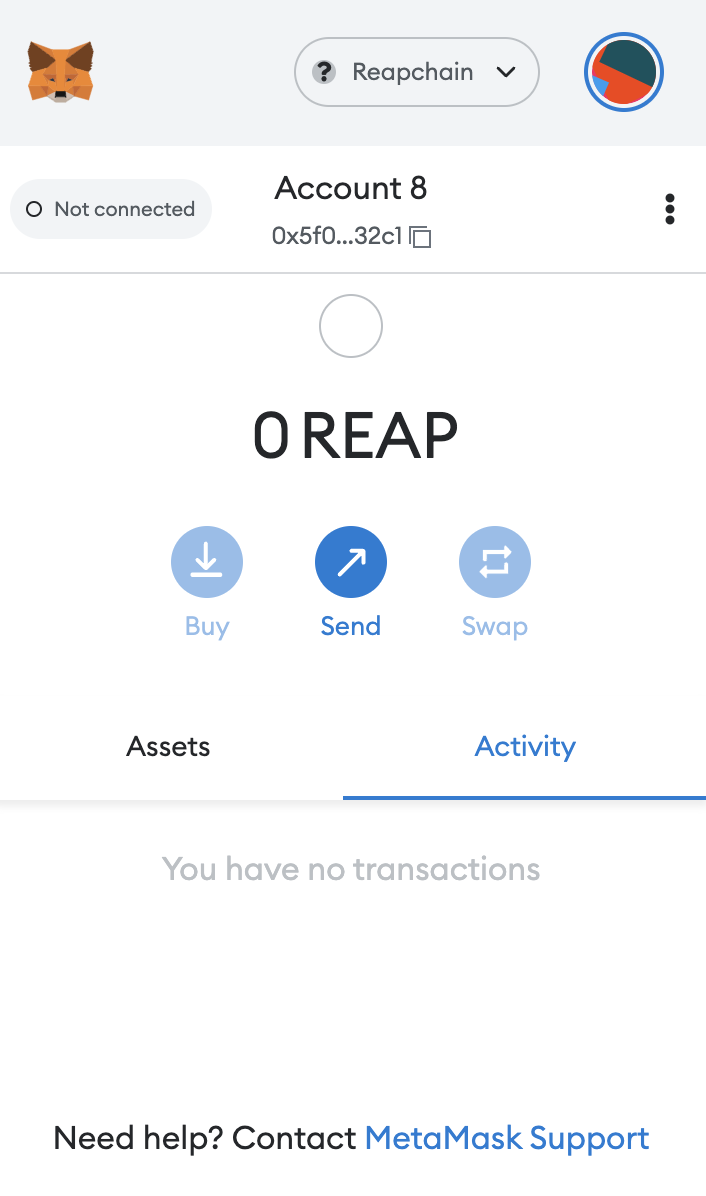 ? Reapchain
Not connected
Account 8
0x5f0...32c1
0 REAP
Buy
Send
Swap
Assets
Activity
You have no transactions
Need help? Contact MetaMask Support